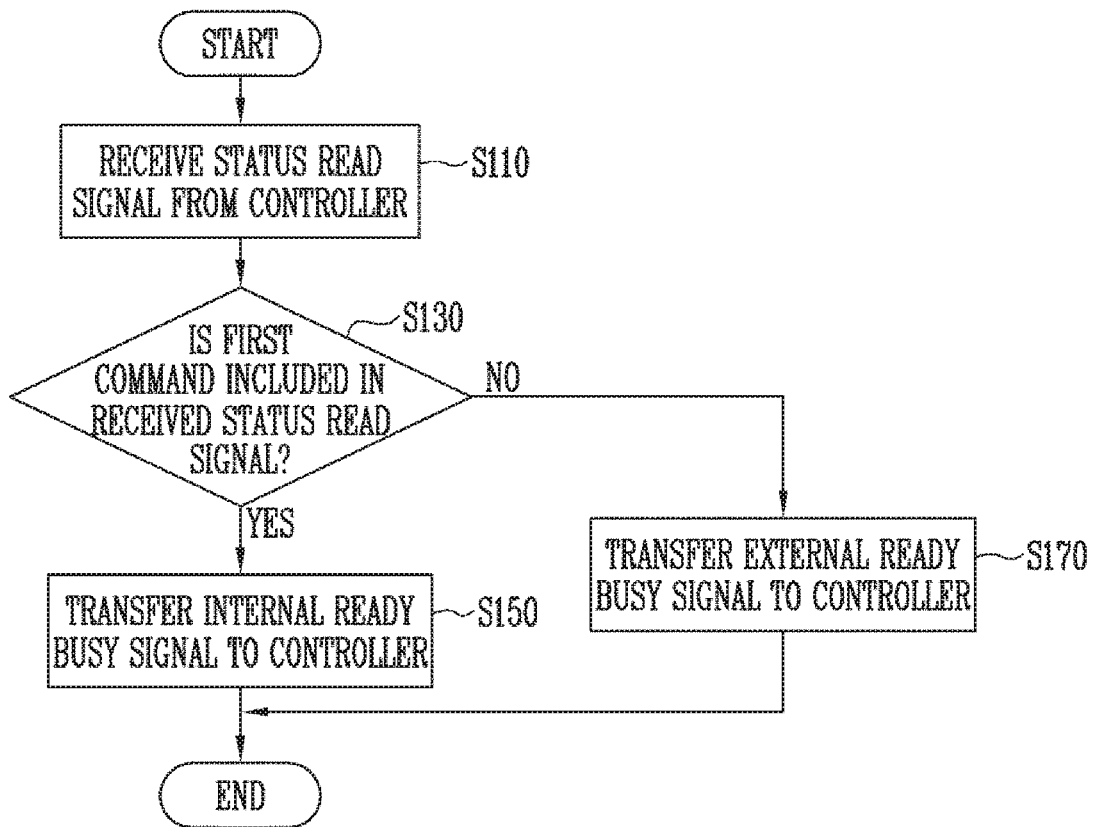 START
RECEIVE STATUS READ
SIGNAL FROM CONTROLLER
S110
IS FIRST
COMMAND INCLUDED IN
RECEIVED STATUS READ
SIGNAL?
S130
NO
YES
TRANSFER INTERNAL READY
BUSY SIGNAL TO CONTROLLER
S150
TRANSFER EXTERNAL READY
BUSY SIGNAL TO CONTROLLER
S170
END